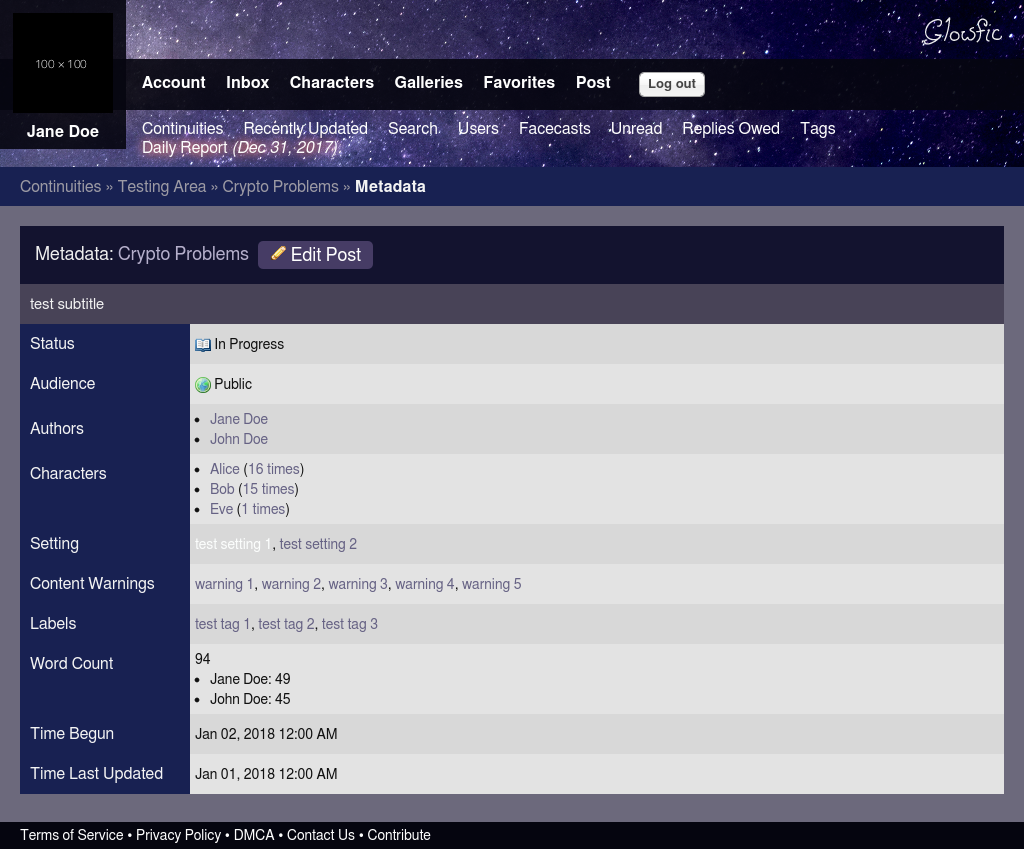 Glowfic
100 × 100
Account Inbox Characters Galleries Favorites Post Log out
Jane Doe
Continuities Recently Updated Search Users Facecasts Unread Replies Owed Tags
Daily Report (Dec 31, 2017)
Continuities » Testing Area » Crypto Problems » Metadata
Metadata: Crypto Problems Edit Post
test subtitle
Status In Progress
Audience Public
Authors
• Jane Doe
• John Doe
Characters
• Alice (16 times)
• Bob (15 times)
• Eve (1 times)
Setting test setting 1, test setting 2
Content Warnings warning 1, warning 2, warning 3, warning 4, warning 5
Labels test tag 1, test tag 2, test tag 3
Word Count 94
• Jane Doe: 49
• John Doe: 45
Time Begun Jan 02, 2018 12:00 AM
Time Last Updated Jan 01, 2018 12:00 AM
Terms of Service • Privacy Policy • DMCA • Contact Us • Contribute